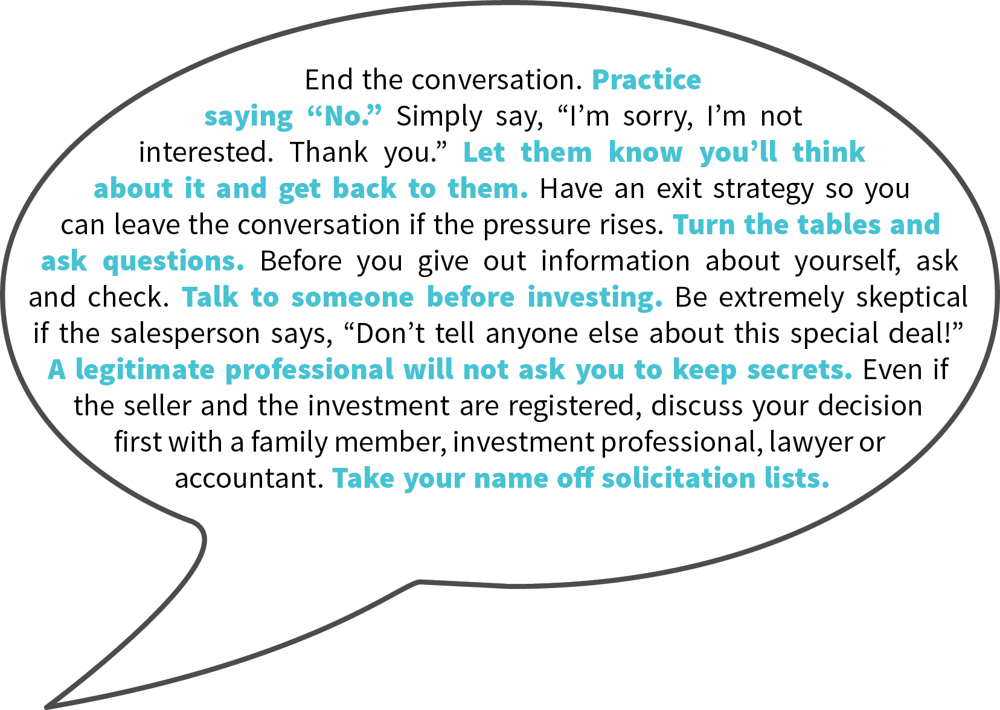 End the conversation. Practice
saying “No.” Simply say, “I’m sorry, I’m not
interested. Thank you.” Let them know you’ll think
about it and get back to them. Have an exit strategy so you
can leave the conversation if the pressure rises. Turn the tables and
ask questions. Before you give out information about yourself, ask
and check. Talk to someone before investing. Be extremely skeptical
if the salesperson says, “Don’t tell anyone else about this special deal!”
A legitimate professional will not ask you to keep secrets. Even if
the seller and the investment are registered, discuss your decision
first with a family member, investment professional, lawyer or
accountant. Take your name off solicitation lists.